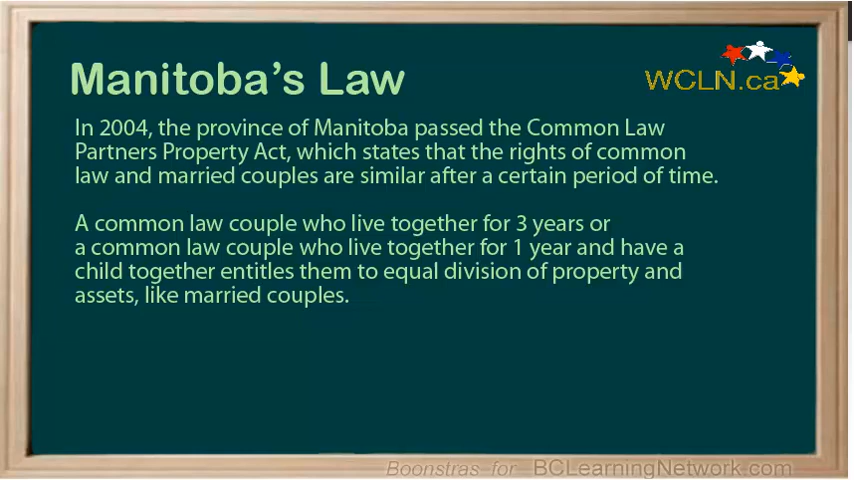 Manitoba's Law
WCLN.ca
In 2004, the province of Manitoba passed the Common Law
Partners Property Act, which states that the rights of common
law and married couples are similar after a certain period of time.
A common law couple who live together for 3 years or
a common law couple who live together for 1 year and have a
child together entitles them to equal division of property and
assets, like married couples.
Boonstras for BCLearningNetwork.com